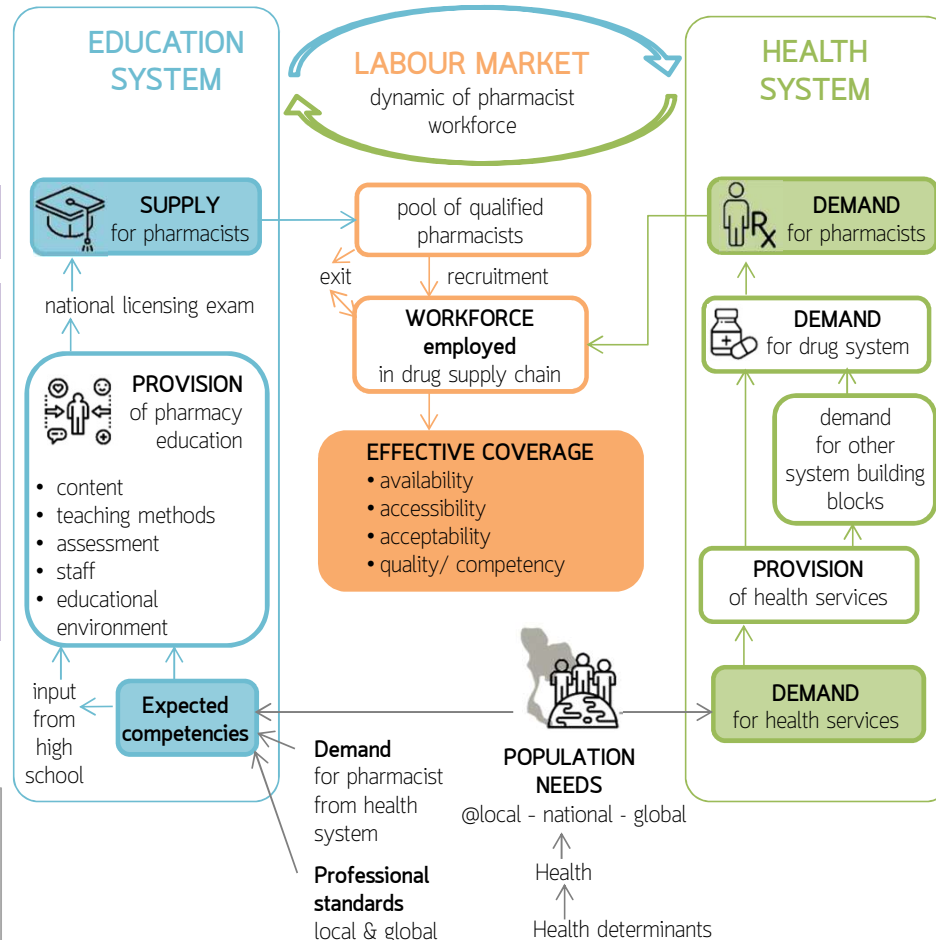 EDUCATION
SYSTEM
LABOUR MARKET
dynamic of pharmacist
workforce
HEALTH
SYSTEM
SUPPLY
for pharmacists
pool of qualified
pharmacists
Rx
DEMAND
for pharmacists
exit
recruitment
national licensing exam
WORKFORCE
employed
in drug supply chain
DEMAND
for drug system
PROVISION
of pharmacy
education
• content
• teaching methods
• assessment
• staff
• educational
environment
EFFECTIVE COVERAGE
• availability
• accessibility
• acceptability
• quality/ competency
demand
for other
system building
blocks
PROVISION
of health services
input
from
high
school
Expected
competencies
DEMAND
for health services
Demand
for pharmacist
from health
system
POPULATION
NEEDS
@local - national - global
Professional
standards
local & global
Health
Health determinants